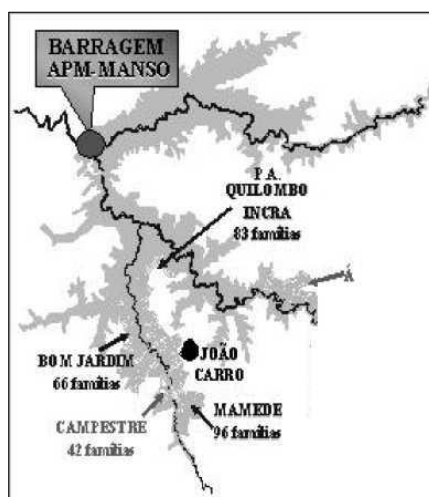 BARRAGEM
APM-MANSO
P.A.
QUILOMBO
INCRA
83 famílias
A
BOM JARDIM
66 famílias
JOÃO
CARRO
CAMPESTRE
42 famílias
MAMEDE
96 famílias